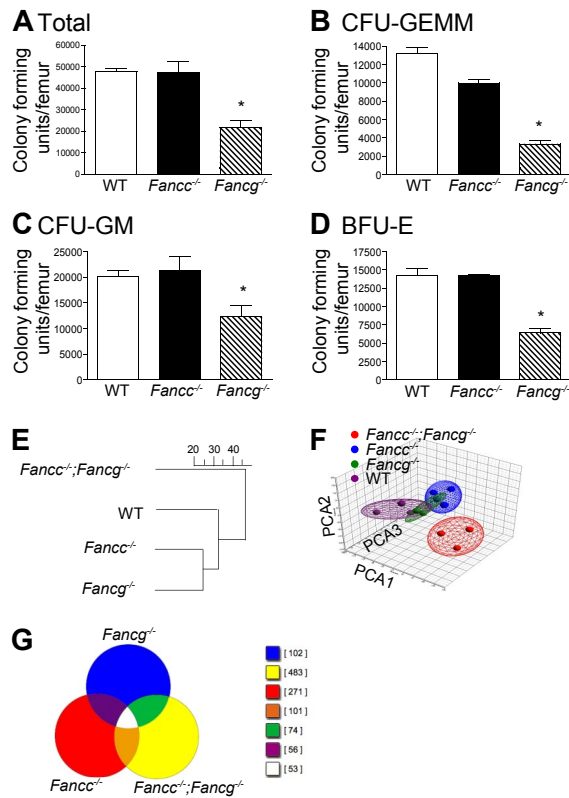 A Total
Colony forming units/femur
60000
50000
40000
30000
20000
10000
0
*
WT Fancc-/- Fancg-/-
B CFU-GEMM
Colony forming units/femur
14000
12000
10000
8000
6000
4000
2000
0
*
WT Fancc-/- Fancg-/-
C CFU-GM
Colony forming units/femur
25000
20000
15000
10000
5000
0
*
WT Fancc-/- Fancg-/-
D BFU-E
Colony forming units/femur
17500
15000
12500
10000
7500
5000
2500
0
*
WT Fancc-/- Fancg-/-
E
20 30 40
Fancc-/-;Fancg-/-
WT
Fancc-/-
Fancg-/-
F
Fancc-/-;Fancg-/-
Fancc-/-
Fancg-/-
WT
PCA2
PCA3
PCA1
G
Fancg-/-
Fancc-/-
Fancc-/-;Fancg-/-
[ 102 ]
[ 483 ]
[ 271 ]
[ 101 ]
[ 74 ]
[ 56 ]
[ 53 ]